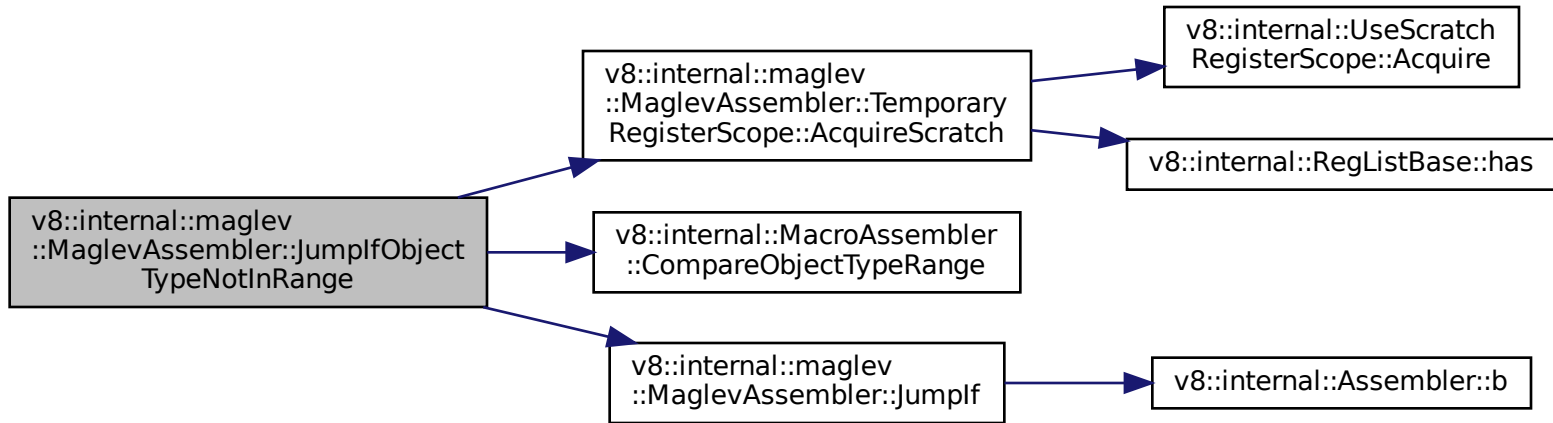 v8::internal::maglev
::MaglevAssembler::JumpIfObject
TypeNotInRange
v8::internal::maglev
::MaglevAssembler::Temporary
RegisterScope::AcquireScratch
v8::internal::UseScratch
RegisterScope::Acquire
v8::internal::RegListBase::has
v8::internal::MacroAssembler
::CompareObjectTypeRange
v8::internal::maglev
::MaglevAssembler::JumpIf
v8::internal::Assembler::b